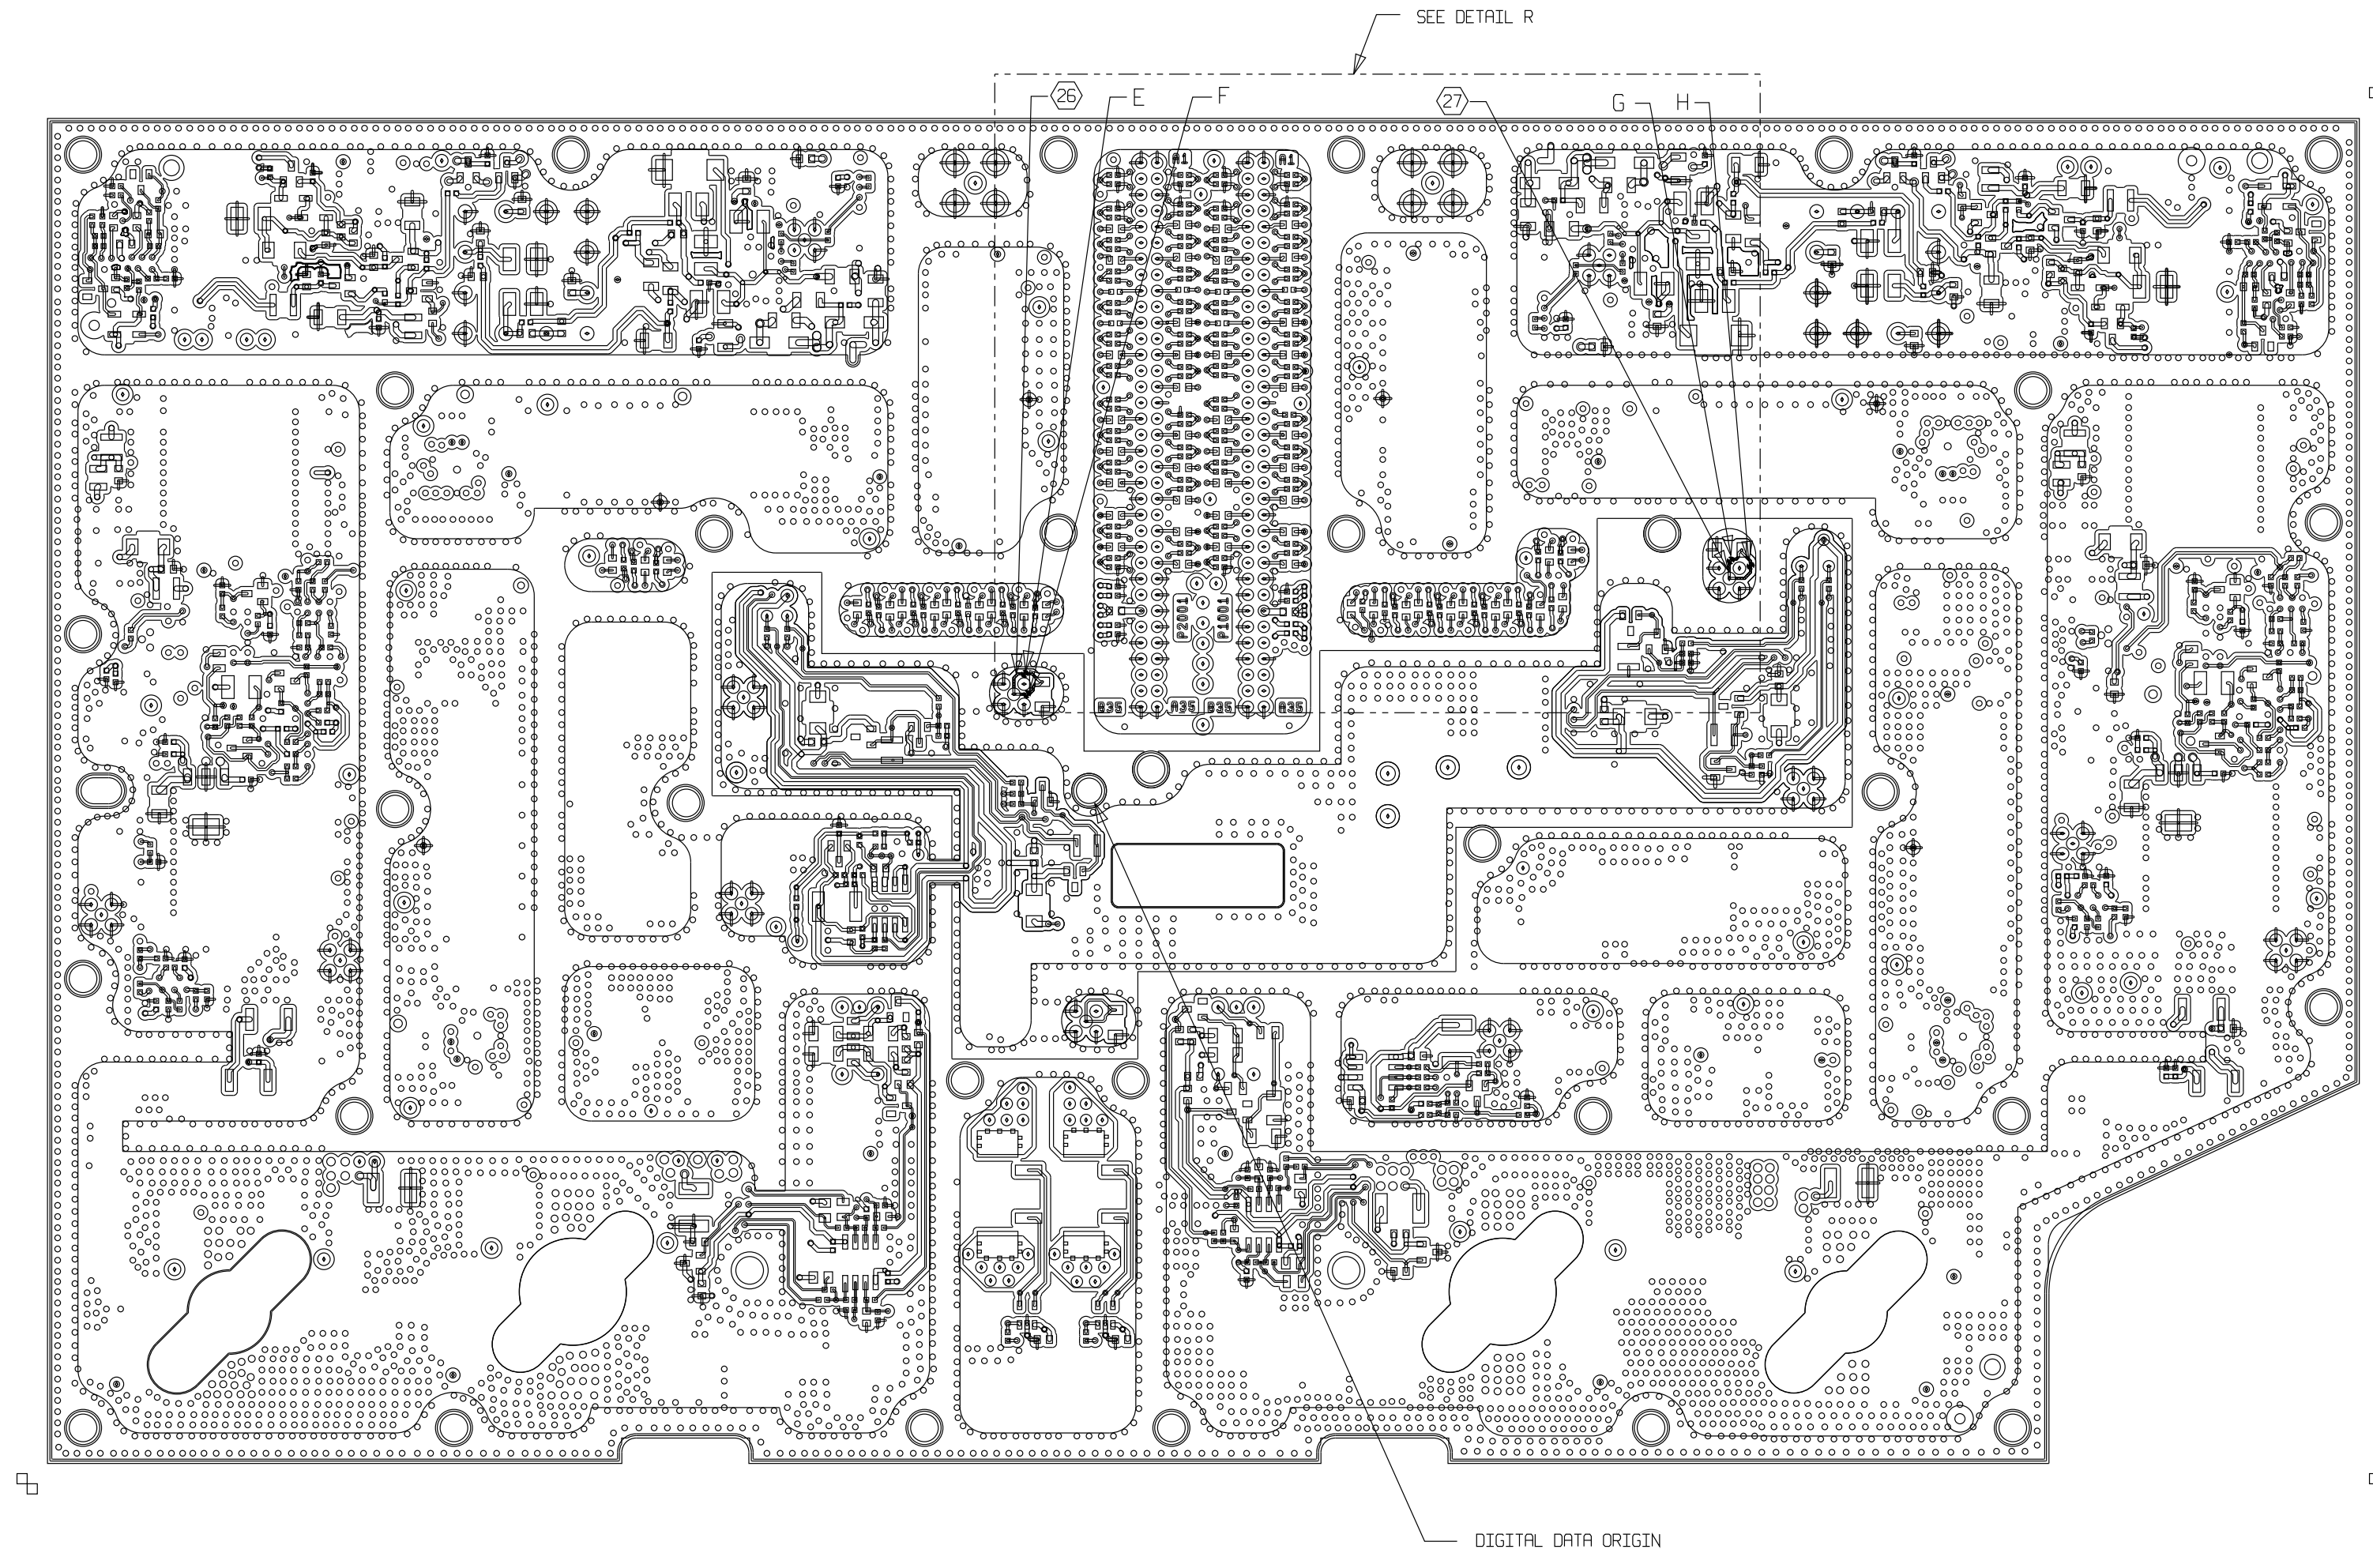 SEE DETAIL R
26
E
F
27
G
H
A1
A1
P2001
P1001
B35
A35
B35
A35
DIGITAL DATA ORIGIN